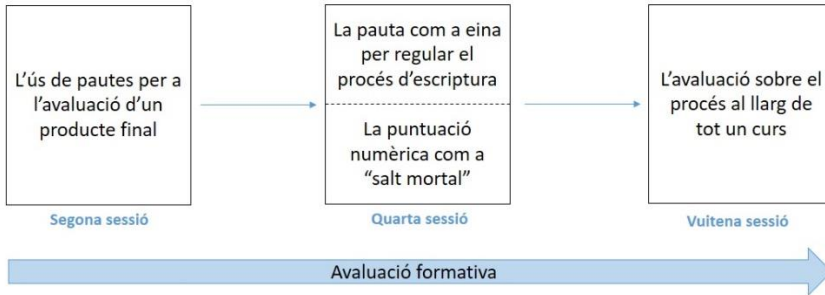 L'ús de pautes per a
l'avaluació d'un
producte final
Segona sessió
La pauta com a eina
per regular el
procés d'escriptura
La puntuació
numèrica com a
"salt mortal"
Quarta sessió
L'avaluació sobre el
procés al llarg de
tot un curs
Vuitena sessió
Avaluació formativa